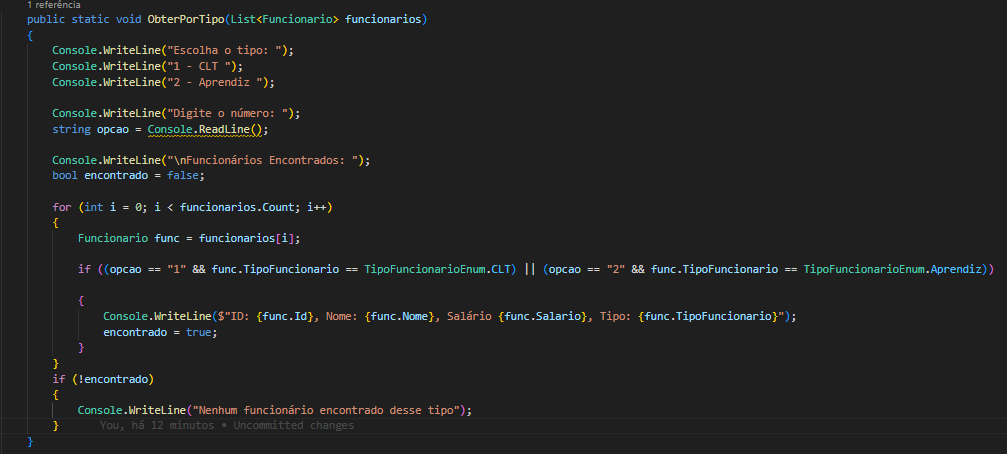 1 referência
public static void ObterPorTipo(List<Funcionario> funcionarios)
{
Console.WriteLine("Escolha o tipo: ");
Console.WriteLine("1 - CLT ");
Console.WriteLine("2 - Aprendiz ");
Console.WriteLine("Digite o número: ");
string opcao = Console.ReadLine();
Console.WriteLine("\nFuncionários Encontrados: ");
bool encontrado = false;
for (int i = 0; i < funcionarios.Count; i++)
{
Funcionario func = funcionarios[i];
if ((opcao == "1" && func.TipoFuncionario == TipoFuncionarioEnum.CLT) || (opcao == "2" && func.TipoFuncionario == TipoFuncionarioEnum.Aprendiz))
{
Console.WriteLine($"ID: {func.Id}, Nome: {func.Nome}, Salário {func.Salario}, Tipo: {func.TipoFuncionario}");
encontrado = true;
}
}
if (!encontrado)
{
Console.WriteLine("Nenhum funcionário encontrado desse tipo");
} You, há 12 minutos • Uncommitted changes
}